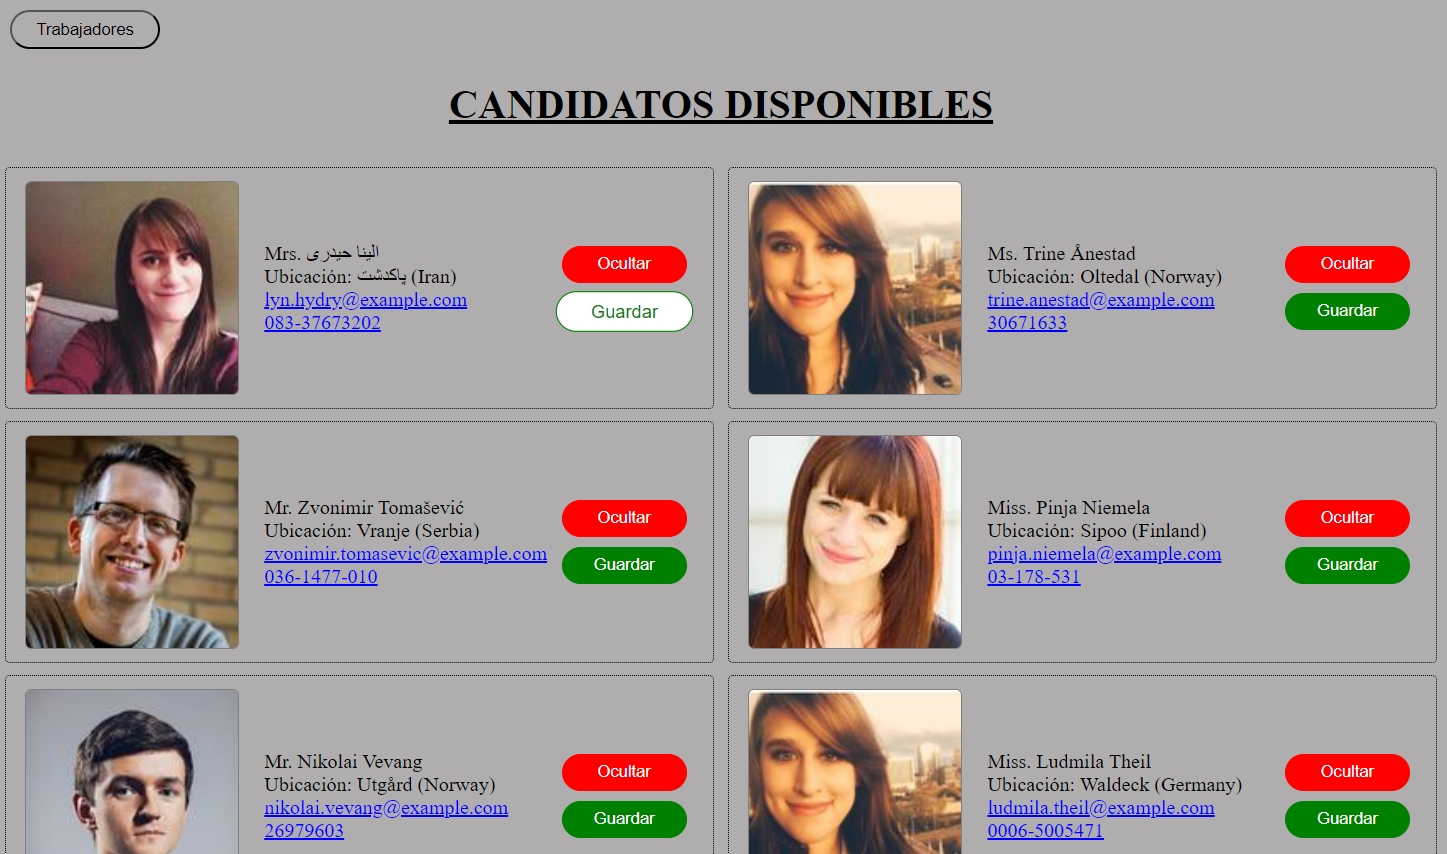 Trabajadores
CANDIDATOS DISPONIBLES
Mrs. الینا حیدری
Ubicación: پاکدشت (Iran)
lyn.hydry@example.com
083-37673202
Ocultar
Guardar
Ms. Trine Ånestad
Ubicación: Oltedal (Norway)
trine.anestad@example.com
30671633
Ocultar
Guardar
Mr. Zvonimir Tomašević
Ubicación: Vranje (Serbia)
zvonimir.tomasevic@example.com
036-1477-010
Ocultar
Guardar
Miss. Pinja Niemela
Ubicación: Sipoo (Finland)
pinja.niemela@example.com
03-178-531
Ocultar
Guardar
Mr. Nikolai Vevang
Ubicación: Utgård (Norway)
nikolai.vevang@example.com
26979603
Ocultar
Guardar
Miss. Ludmila Theil
Ubicación: Waldeck (Germany)
ludmila.theil@example.com
0006-5005471
Ocultar
Guardar